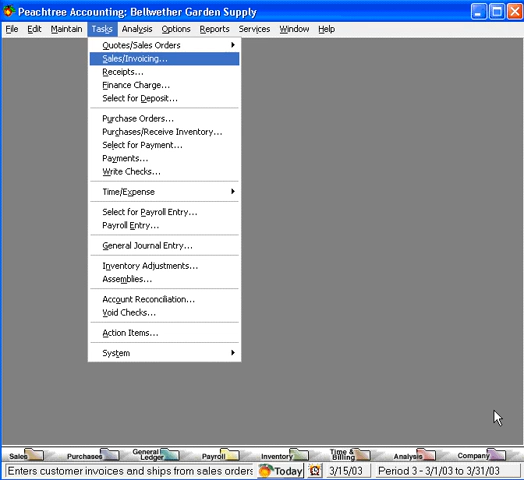 Peachtree Accounting: Bellwether Garden Supply
File Edit Maintain Tasks Analysis Options Reports Services Window Help
Quotes/Sales Orders
Sales/Invoicing...
Receipts...
Finance Charge...
Select for Deposit...
Purchase Orders...
Purchases/Receive Inventory...
Select for Payment...
Payments...
Write Checks...
Time/Expense
Select for Payroll Entry...
Payroll Entry...
General Journal Entry...
Inventory Adjustments...
Assemblies...
Account Reconciliation...
Void Checks...
Action Items...
System
Sales Purchases General Ledger Payroll Inventory Time & Billing Analysis Company
Enters customer invoices and ships from sales orders Today 3/15/03 Period 3 - 3/1/03 to 3/31/03